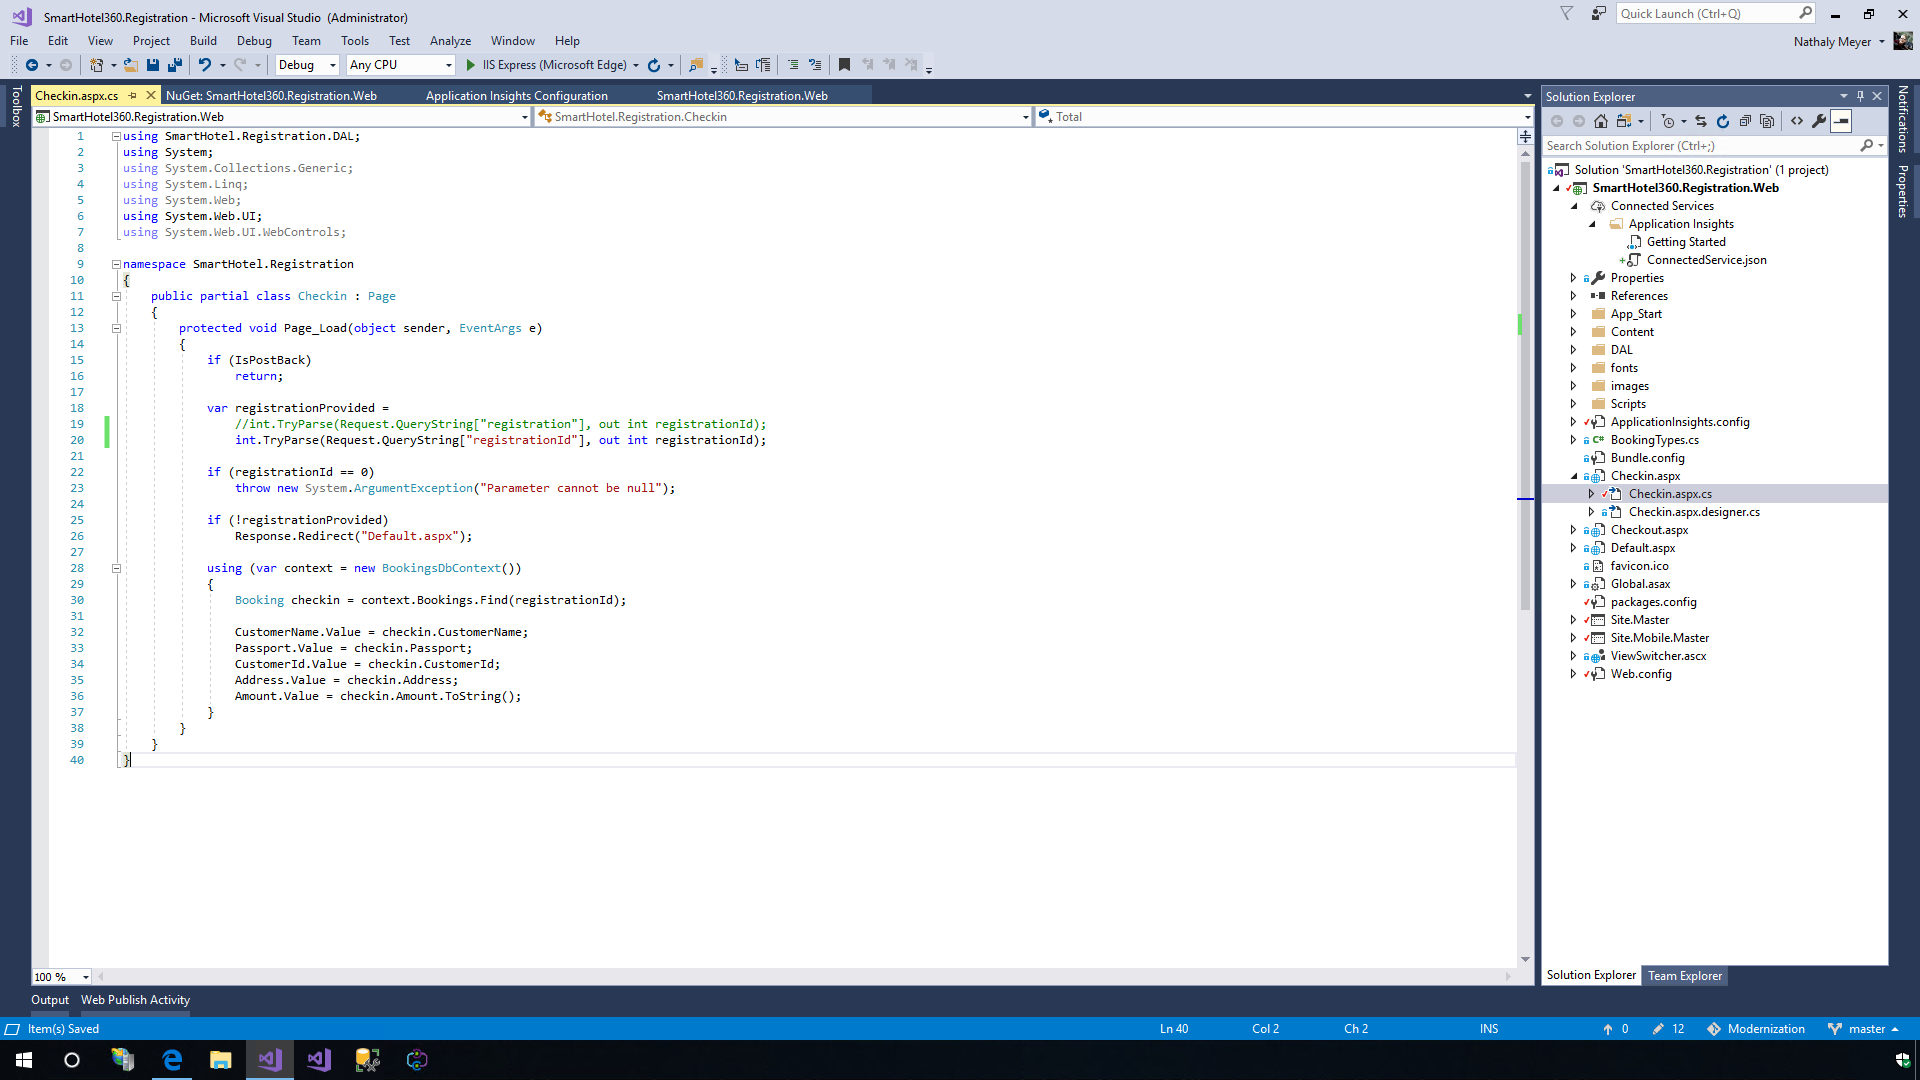 SmartHotel360.Registration - Microsoft Visual Studio (Administrator)
Quick Launch (Ctrl+Q)
File Edit View Project Build Debug Team Tools Test Analyze Window Help
Nathaly Meyer
Debug Any CPU IIS Express (Microsoft Edge)
Toolbox
Checkin.aspx.cs NuGet: SmartHotel360.Registration.Web Application Insights Configuration SmartHotel360.Registration.Web
SmartHotel360.Registration.Web SmartHotel.Registration.Checkin Total
1 using SmartHotel.Registration.DAL;
2 using System;
3 using System.Collections.Generic;
4 using System.Linq;
5 using System.Web;
6 using System.Web.UI;
7 using System.Web.UI.WebControls;
8
9 namespace SmartHotel.Registration
10 {
11 public partial class Checkin : Page
12 {
13 protected void Page_Load(object sender, EventArgs e)
14 {
15 if (IsPostBack)
16 return;
17
18 var registrationProvided =
19 //int.TryParse(Request.QueryString["registration"], out int registrationId);
20 int.TryParse(Request.QueryString["registrationId"], out int registrationId);
21
22 if (registrationId == 0)
23 throw new System.ArgumentException("Parameter cannot be null");
24
25 if (!registrationProvided)
26 Response.Redirect("Default.aspx");
27
28 using (var context = new BookingsDbContext())
29 {
30 Booking checkin = context.Bookings.Find(registrationId);
31
32 CustomerName.Value = checkin.CustomerName;
33 Passport.Value = checkin.Passport;
34 CustomerId.Value = checkin.CustomerId;
35 Address.Value = checkin.Address;
36 Amount.Value = checkin.Amount.ToString();
37 }
38 }
39 }
40 }
100 %
Solution Explorer
Search Solution Explorer (Ctrl+;)
Solution 'SmartHotel360.Registration' (1 project)
SmartHotel360.Registration.Web
Connected Services
Application Insights
Getting Started
ConnectedService.json
Properties
References
App_Start
Content
DAL
fonts
images
Scripts
ApplicationInsights.config
C# BookingTypes.cs
Bundle.config
Checkin.aspx
Checkin.aspx.cs
Checkin.aspx.designer.cs
Checkout.aspx
Default.aspx
favicon.ico
Global.asax
packages.config
Site.Master
Site.Mobile.Master
ViewSwitcher.ascx
Web.config
Solution Explorer Team Explorer
Notifications
Properties
Output Web Publish Activity
Item(s) Saved Ln 40 Col 2 Ch 2 INS 0 12 Modernization master